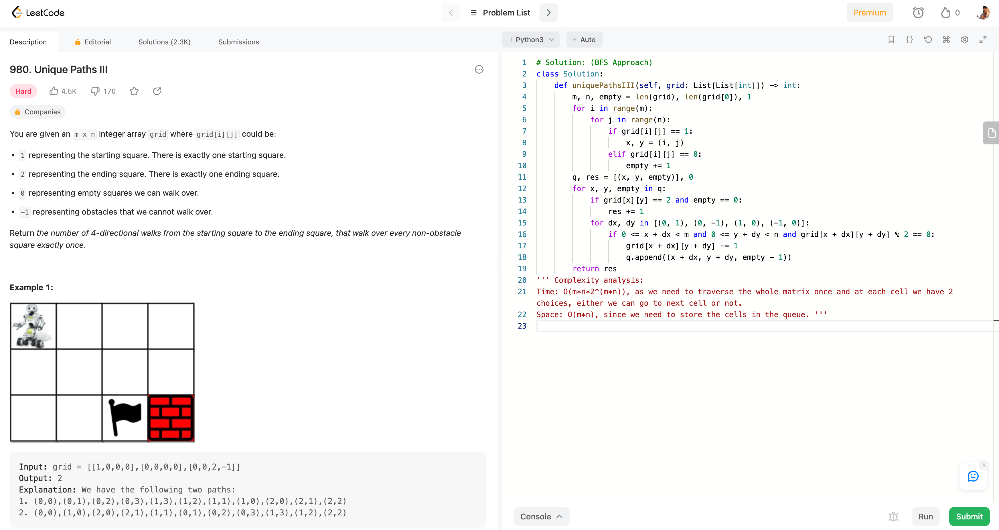 LeetCode
Problem List
Premium
0
Description
Editorial
Solutions (2.3K)
Submissions
i Python3
• Auto
980. Unique Paths III
Hard
4.5K
170
Companies
You are given an m x n integer array grid where grid[i][j] could be:
• 1 representing the starting square. There is exactly one starting square.
• 2 representing the ending square. There is exactly one ending square.
• 0 representing empty squares we can walk over.
• -1 representing obstacles that we cannot walk over.
Return the number of 4-directional walks from the starting square to the ending square, that walk over every non-obstacle
square exactly once.
Example 1:
Input: grid = [[1,0,0,0],[0,0,0,0],[0,0,2,-1]]
Output: 2
Explanation: We have the following two paths:
1. (0,0),(0,1),(0,2),(0,3),(1,3),(1,2),(1,1),(1,0),(2,0),(2,1),(2,2)
2. (0,0),(1,0),(2,0),(2,1),(1,1),(0,1),(0,2),(0,3),(1,3),(1,2),(2,2)
1 # Solution: (BFS Approach)
2 class Solution:
3     def uniquePathsIII(self, grid: List[List[int]]) -> int:
4         m, n, empty = len(grid), len(grid[0]), 1
5         for i in range(m):
6             for j in range(n):
7                 if grid[i][j] == 1:
8                     x, y = (i, j)
9                 elif grid[i][j] == 0:
10                     empty += 1
11         q, res = [(x, y, empty)], 0
12         for x, y, empty in q:
13             if grid[x][y] == 2 and empty == 0:
14                 res += 1
15             for dx, dy in [(0, 1), (0, -1), (1, 0), (-1, 0)]:
16                 if 0 <= x + dx < m and 0 <= y + dy < n and grid[x + dx][y + dy] % 2 == 0:
17                     grid[x + dx][y + dy] -= 1
18                     q.append((x + dx, y + dy, empty - 1))
19         return res
20 ''' Complexity analysis:
21 Time: O(m*n*2^(m*n)), as we need to traverse the whole matrix once and at each cell we have 2
choices, either we can go to next cell or not.
22 Space: O(m*n), since we need to store the cells in the queue. '''
23
Console
Run
Submit